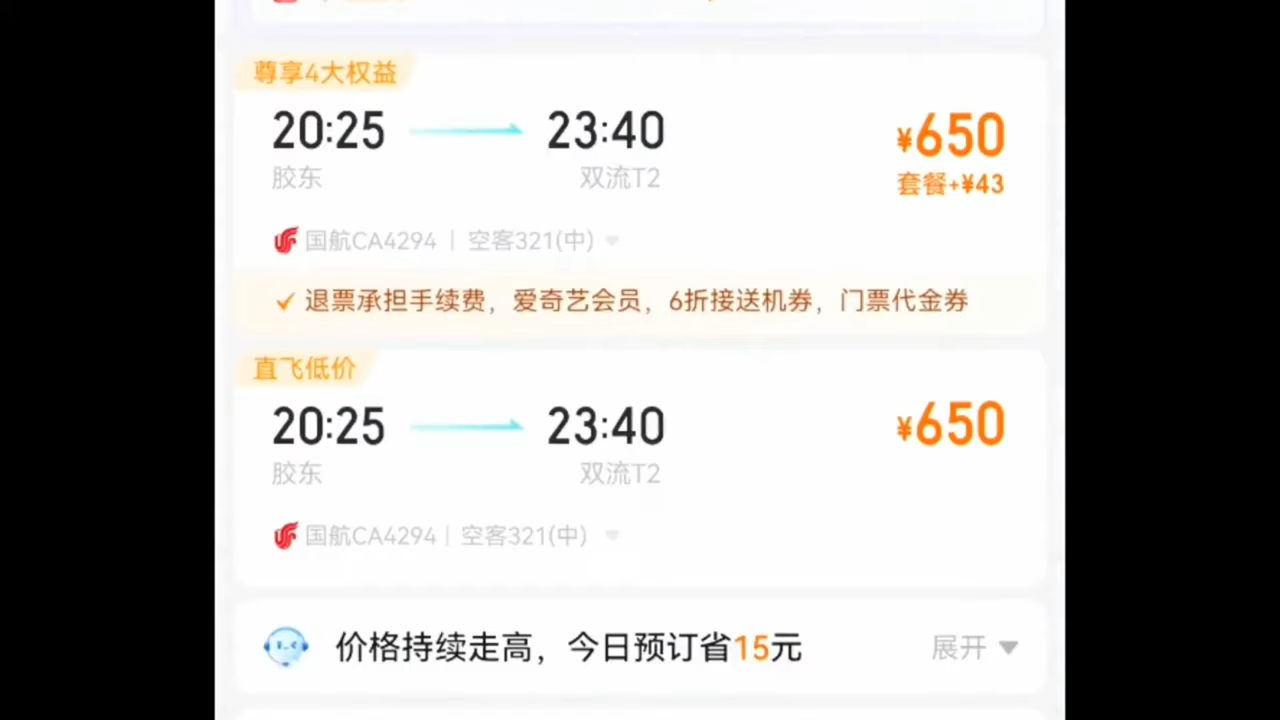 尊享4大权益
20:25 23:40 ¥650
胶东 双流T2 套餐+¥43
国航CA4294 | 空客321(中)
退票承担手续费，爱奇艺会员，6折接送机券，门票代金券
直飞低价
20:25 23:40 ¥650
胶东 双流T2
国航CA4294 | 空客321(中)
价格持续走高，今日预订省15元 展开